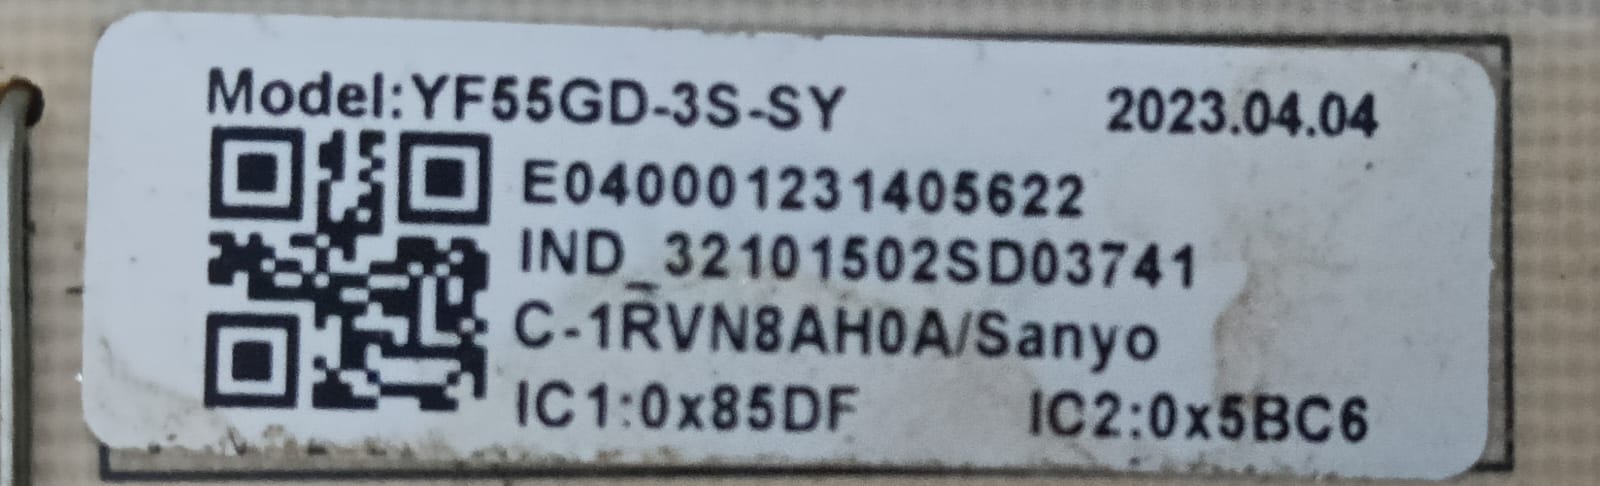 Model:YF55GD-3S-SY 2023.04.04
E040001231405622
IND_32101502SD03741
C-1RVN8AH0A/Sanyo
IC1:0x85DF IC2:0x5BC6